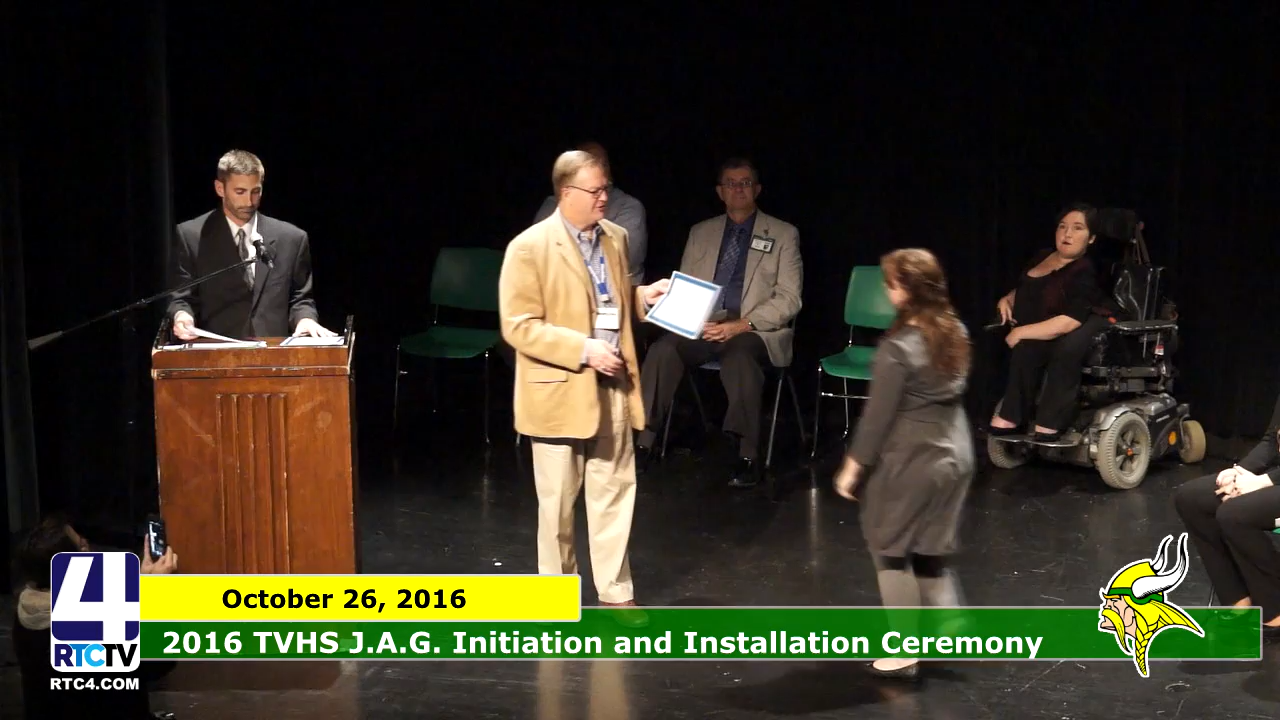 October 26, 2016
2016 TVHS J.A.G. Initiation and Installation Ceremony
4
RTCTV
RTC4.COM